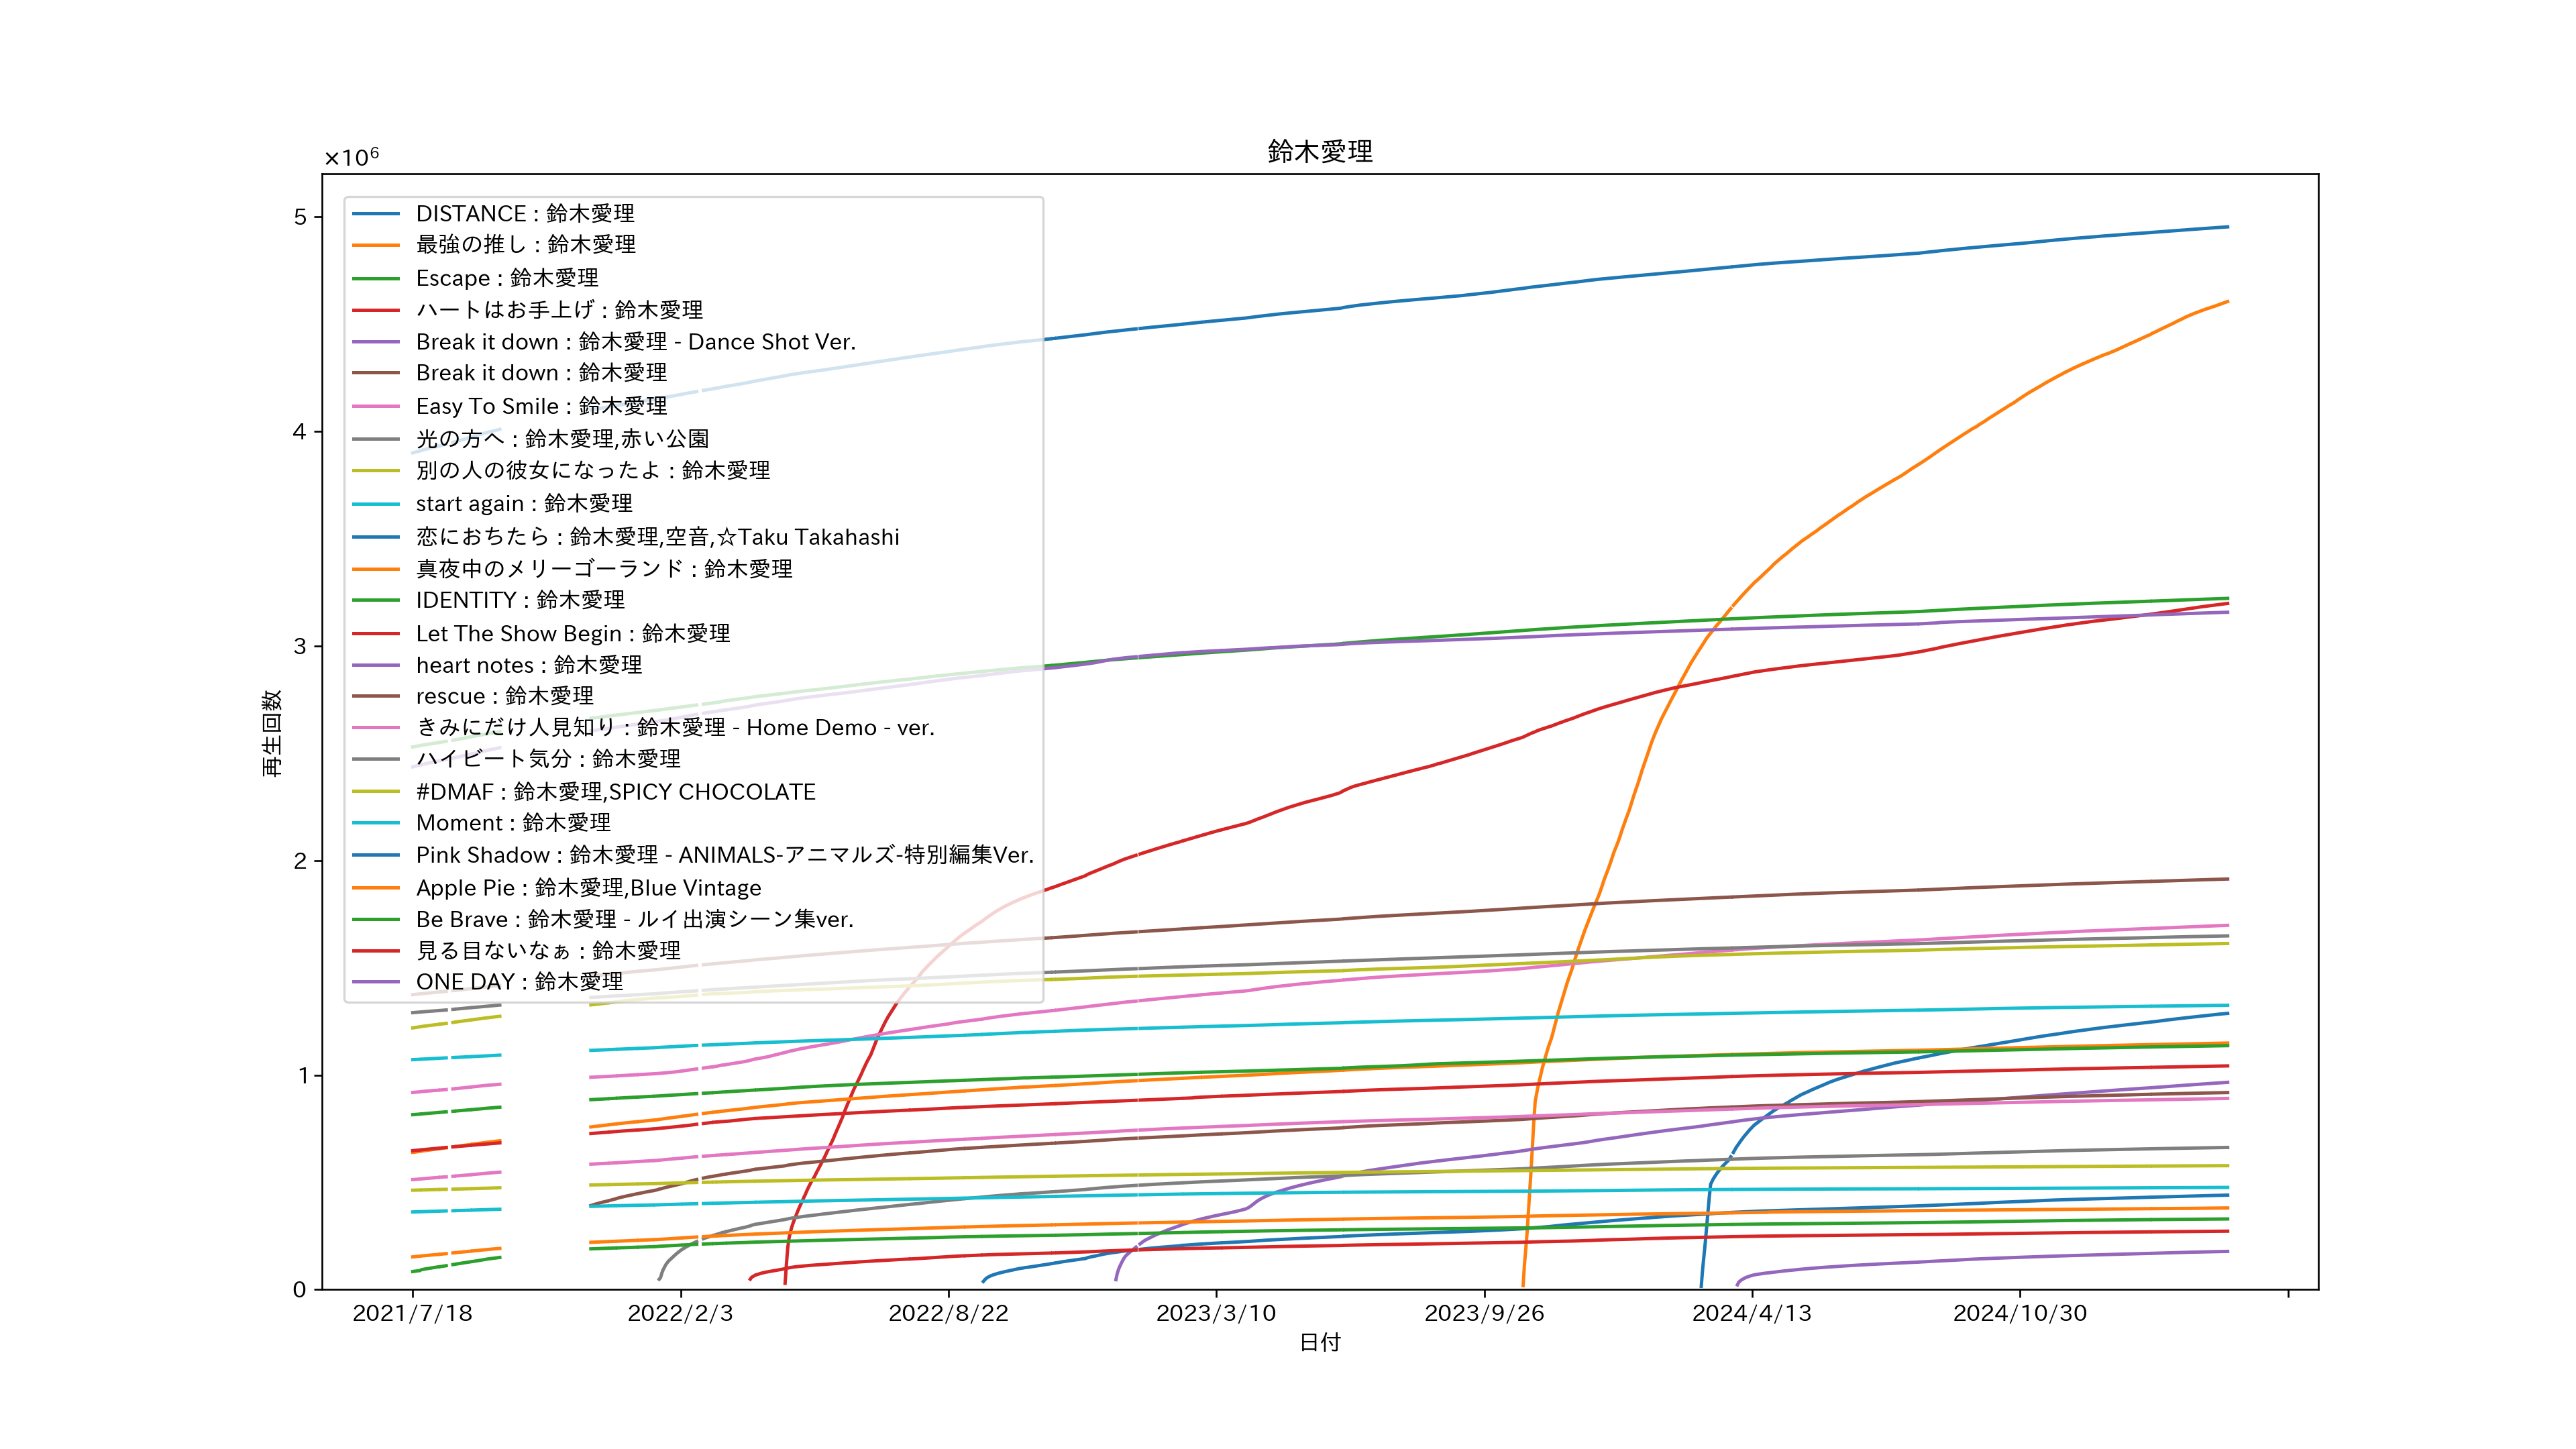 鈴木愛理
×10⁶
5
4
3
2
1
0
再生回数
DISTANCE : 鈴木愛理
最強の推し : 鈴木愛理
Escape : 鈴木愛理
ハートはお手上げ : 鈴木愛理
Break it down : 鈴木愛理 - Dance Shot Ver.
Break it down : 鈴木愛理
Easy To Smile : 鈴木愛理
光の方へ : 鈴木愛理,赤い公園
別の人の彼女になったよ : 鈴木愛理
start again : 鈴木愛理
恋におちたら : 鈴木愛理,空音,☆Taku Takahashi
真夜中のメリーゴーランド : 鈴木愛理
IDENTITY : 鈴木愛理
Let The Show Begin : 鈴木愛理
heart notes : 鈴木愛理
rescue : 鈴木愛理
きみにだけ人見知り : 鈴木愛理 - Home Demo - ver.
ハイビート気分 : 鈴木愛理
#DMAF : 鈴木愛理,SPICY CHOCOLATE
Moment : 鈴木愛理
Pink Shadow : 鈴木愛理 - ANIMALS-アニマルズ-特別編集Ver.
Apple Pie : 鈴木愛理,Blue Vintage
Be Brave : 鈴木愛理 - ルイ出演シーン集ver.
見る目ないなぁ : 鈴木愛理
ONE DAY : 鈴木愛理
2021/7/18 2022/2/3 2022/8/22 2023/3/10 2023/9/26 2024/4/13 2024/10/30
日付